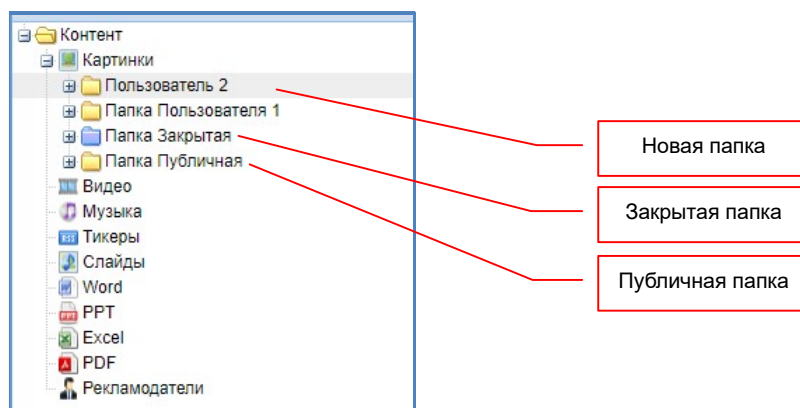 Контент
Картинки
Пользователь 2
Папка Пользователя 1
Папка Закрытая
Папка Публичная
Видео
Музыка
RSS Тикеры
Слайды
Word
PPT
Excel
PDF
Рекламодатели
Новая папка
Закрытая папка
Публичная папка